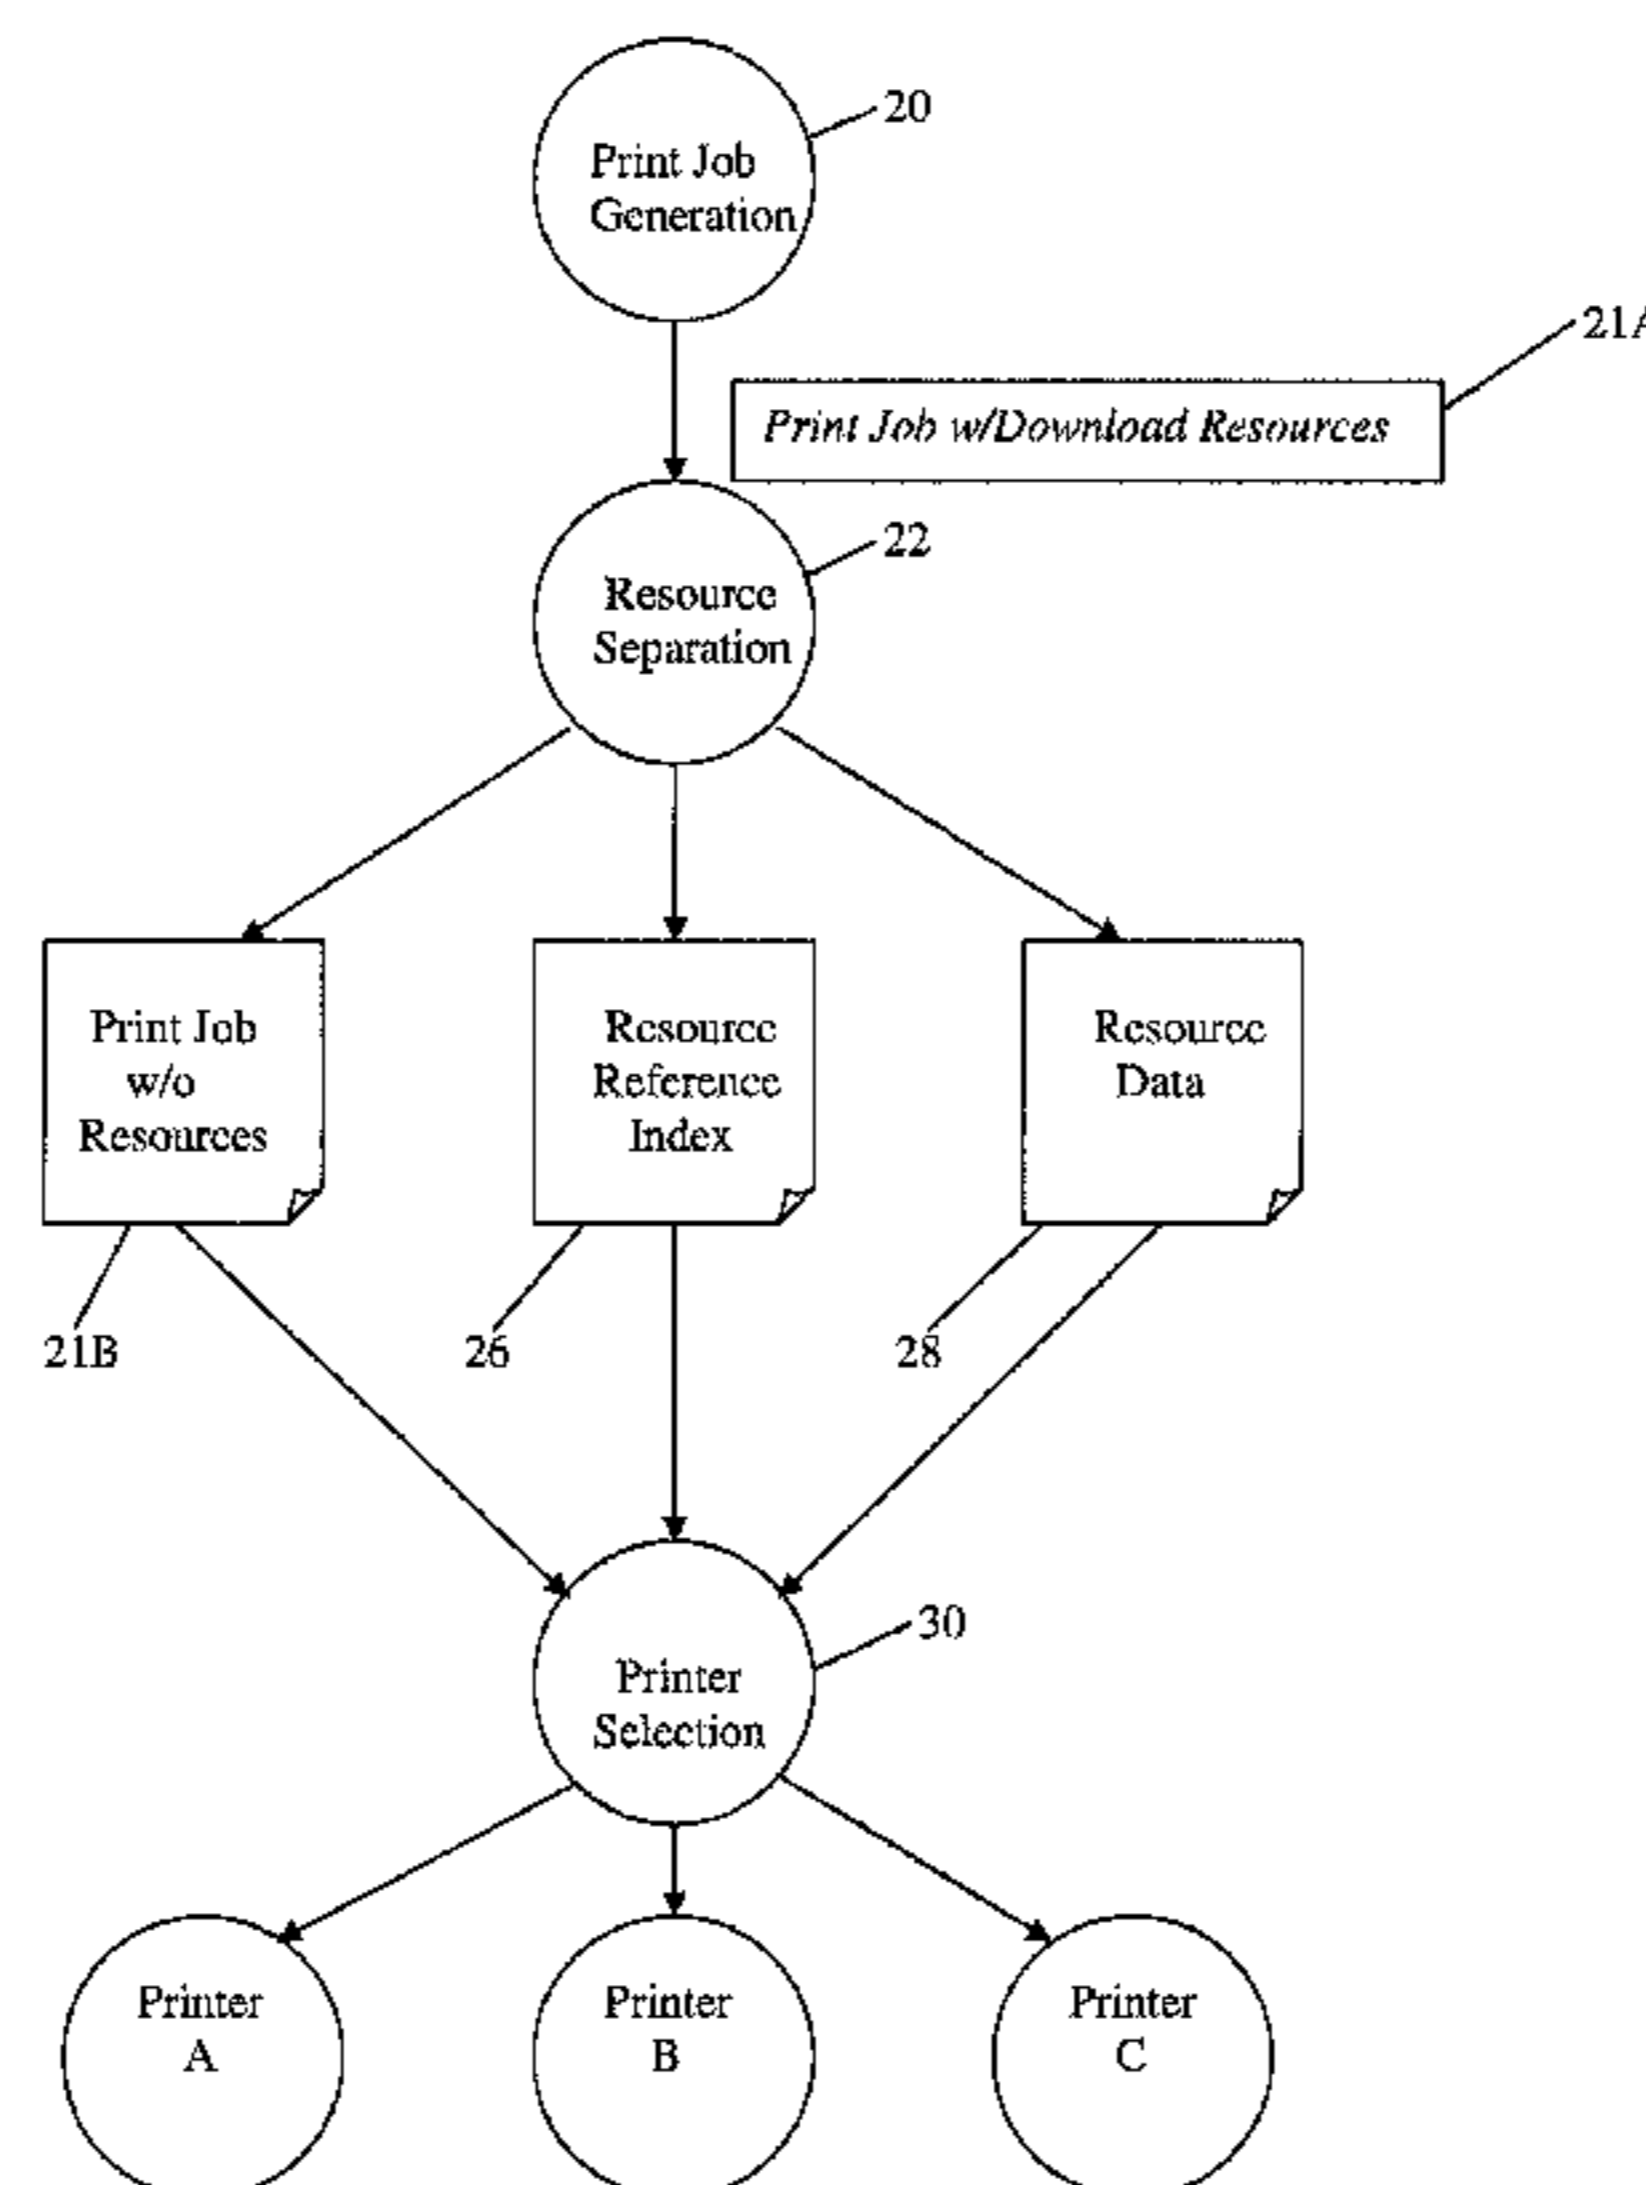 20
Print Job
Generation
21A
Print Job w/Download Resources
22
Resource
Separation
Print Job
w/o
Resources
Resource
Reference
Index
Resource
Data
21B
26
28
30
Printer
Selection
Printer
A
Printer
B
Printer
C